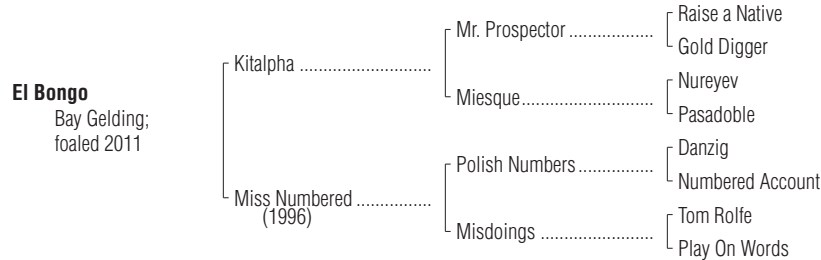 Raise a Native
Mr. Prospector ..................
Gold Digger
Kitalpha .............................
Nureyev
Miesque.............................
Pasadoble
El Bongo
Bay Gelding;
foaled 2011
Danzig
Polish Numbers................
Numbered Account
Miss Numbered ................
(1996)
Tom Rolfe
Misdoings ........................
Play On Words